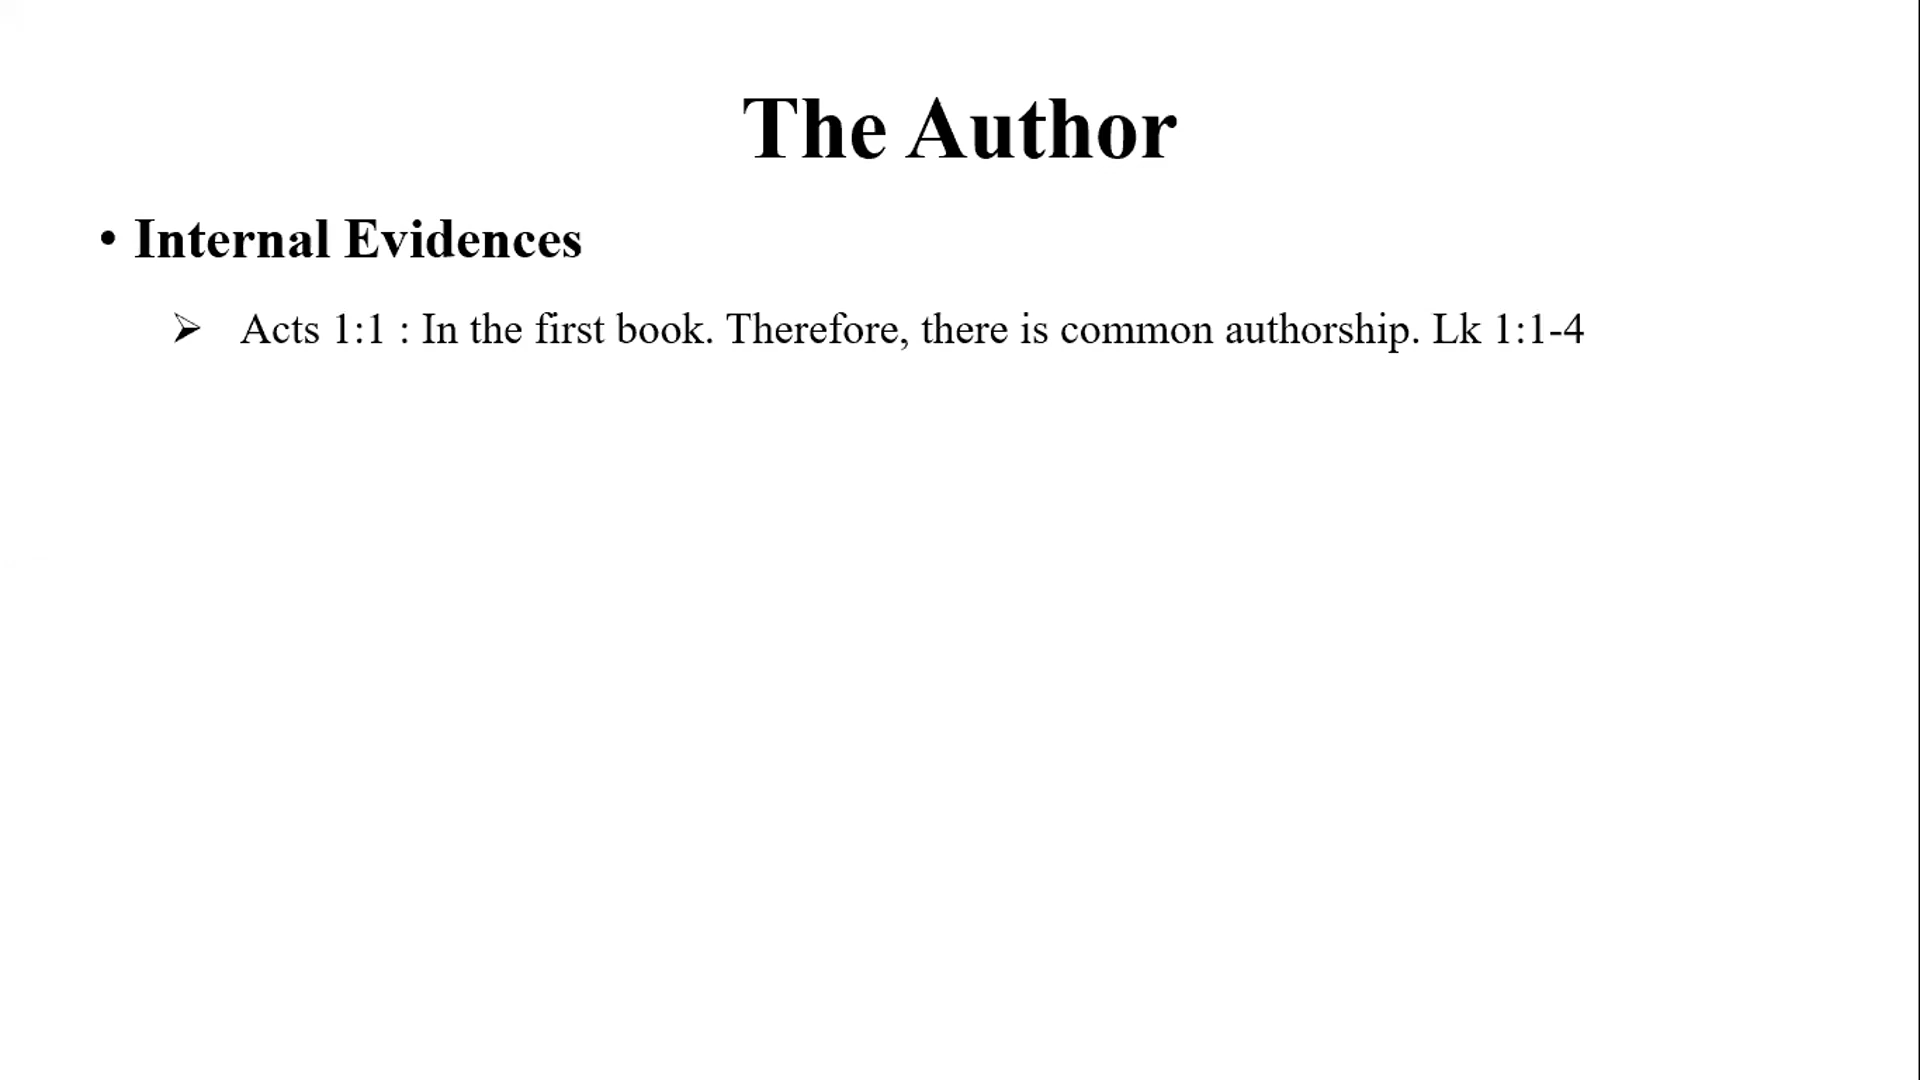 The Author
• Internal Evidences
➢ Acts 1:1 : In the first book. Therefore, there is common authorship. Lk 1:1-4